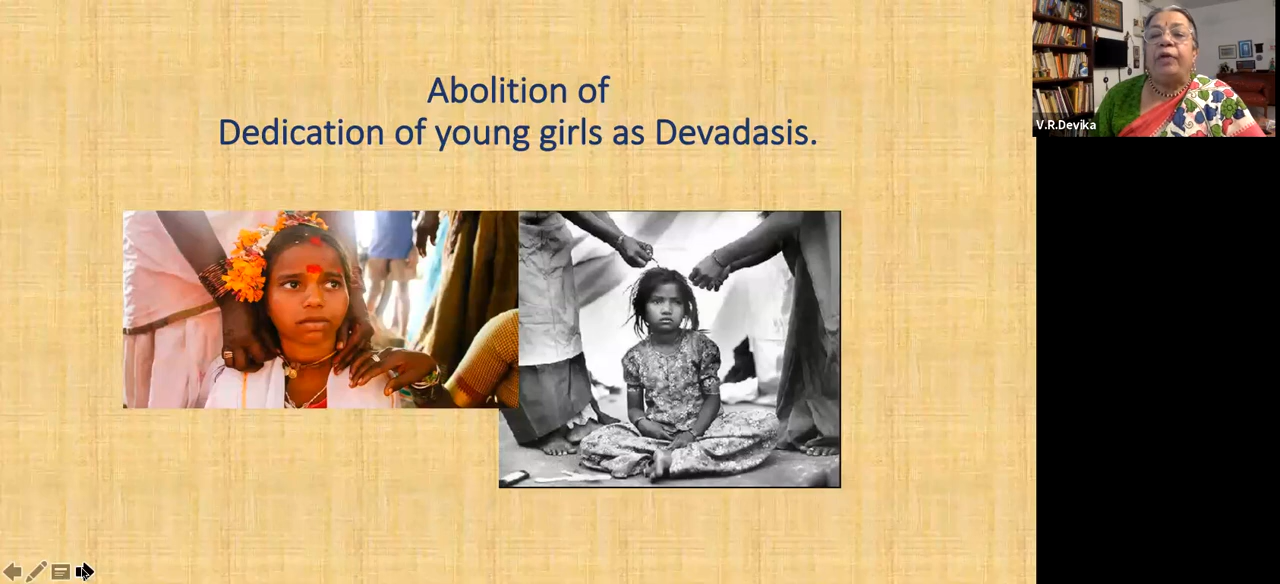 Abolition of
Dedication of young girls as Devadasis.
V.R.Devika